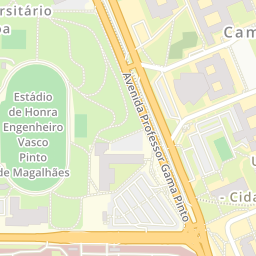 rsitário
a
Cam
Estádio
de Honra
Engenheiro
Vasco
Pinto
de Magalhães
Avenida Professor Gama Pinto
U
- Cida